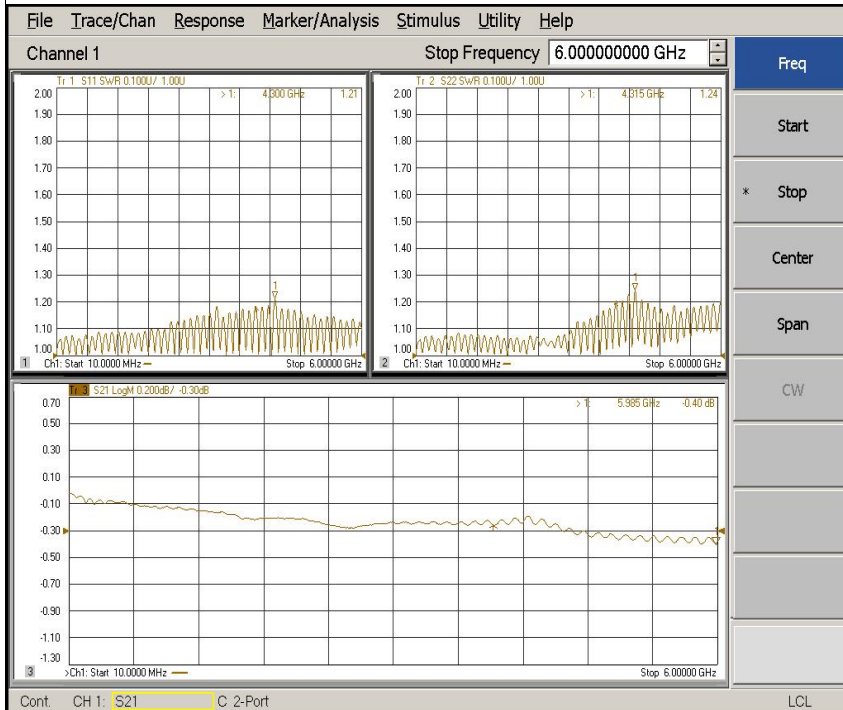 File Trace/Chan Response Marker/Analysis Stimulus Utility Help
Channel 1 Stop Frequency 6.000000000 GHz
Freq
Start
* Stop
Center
Span
CW
Tr 1 S11 SWR 0.100U/ 1.00U
>1: 4.300 GHz 1.21
2.00
1.90
1.80
1.70
1.60
1.50
1.40
1.30
1.20
1.10
1.00
1
1 Ch1: Start 10.0000 MHz Stop 6.00000 GHz
Tr 2 S22 SWR 0.100U/ 1.00U
>1: 4.315 GHz 1.24
2.00
1.90
1.80
1.70
1.60
1.50
1.40
1.30
1.20
1.10
1.00
1
2 Ch1: Start 10.0000 MHz Stop 6.00000 GHz
Tr 3 S21 LogM 0.200dB/ -0.30dB
>1: 5.985 GHz -0.40 dB
0.70
0.50
0.30
0.10
-0.10
-0.30
-0.50
-0.70
-0.90
-1.10
-1.30
1
3 >Ch1: Start 10.0000 MHz Stop 6.00000 GHz
Cont. CH 1: S21 C 2-Port LCL